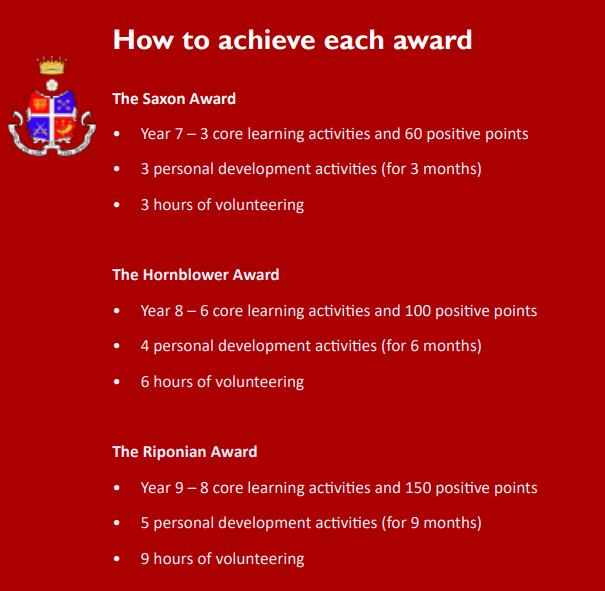 How to achieve each award
The Saxon Award
• Year 7 – 3 core learning activities and 60 positive points
• 3 personal development activities (for 3 months)
• 3 hours of volunteering
The Hornblower Award
• Year 8 – 6 core learning activities and 100 positive points
• 4 personal development activities (for 6 months)
• 6 hours of volunteering
The Riponian Award
• Year 9 – 8 core learning activities and 150 positive points
• 5 personal development activities (for 9 months)
• 9 hours of volunteering